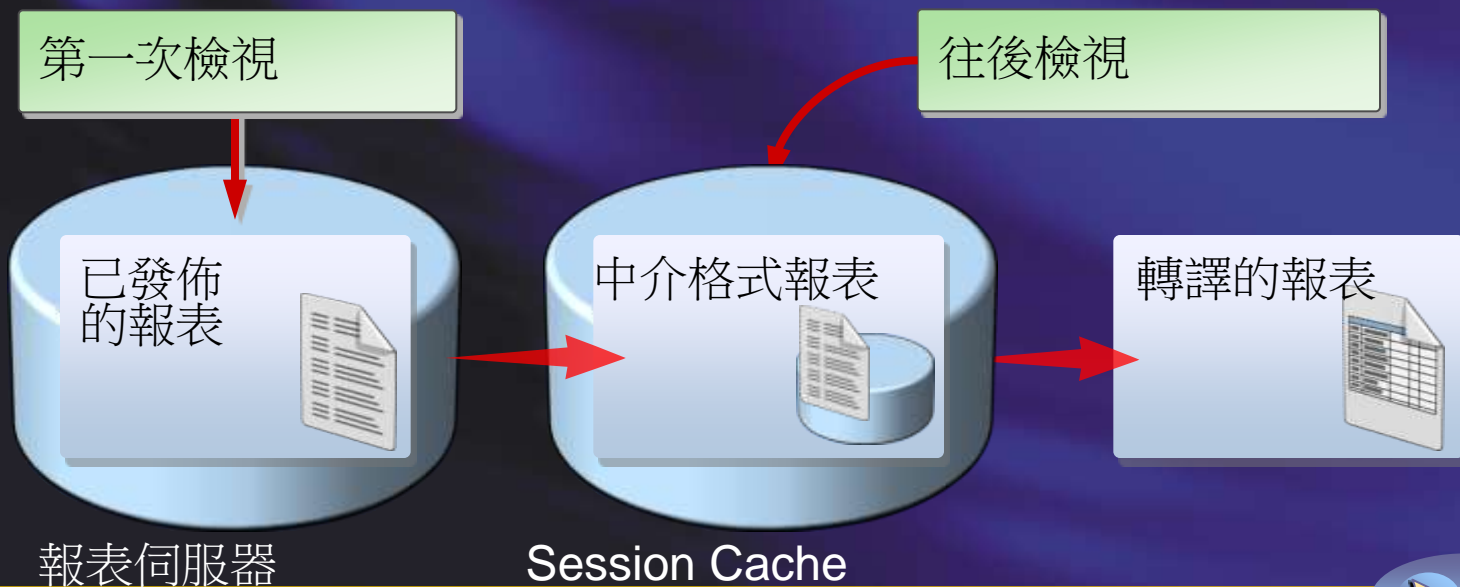 第一次檢視
往後檢視
已發佈
的報表
中介格式報表
轉譯的報表
報表伺服器
Session Cache